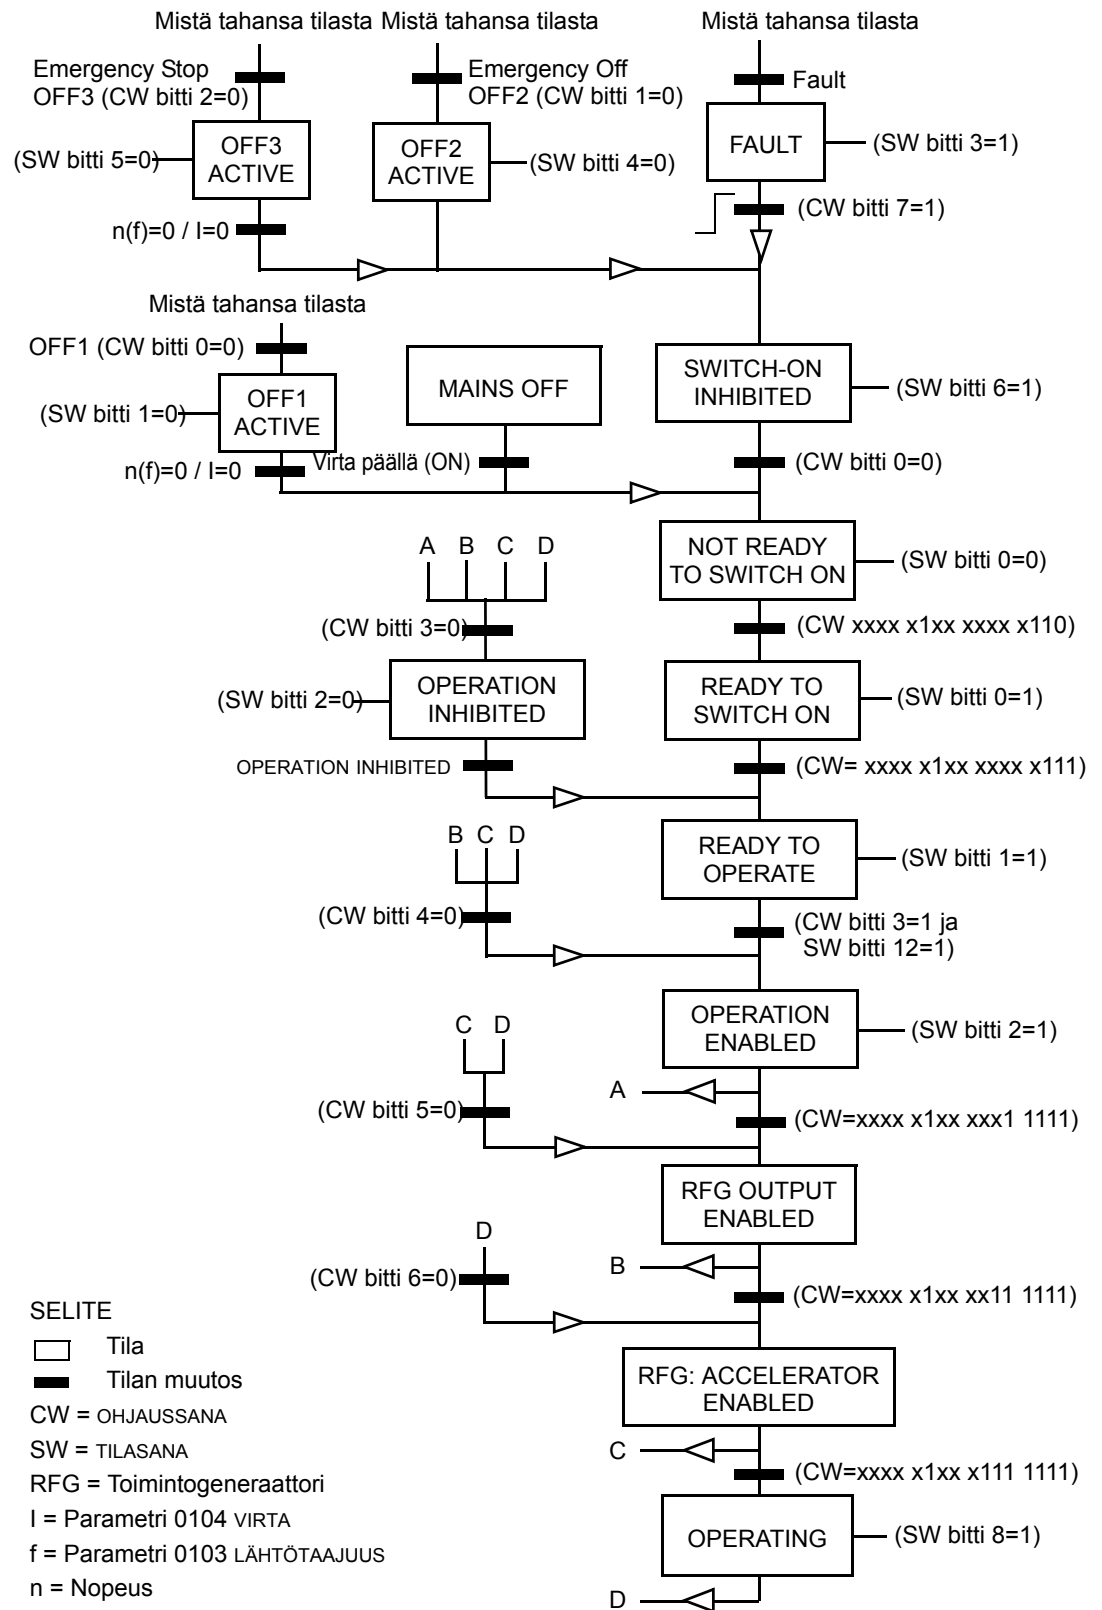 Mistä tahansa tilasta
Mistä tahansa tilasta
Mistä tahansa tilasta
Emergency Stop
OFF3 (CW bitti 2=0)
Emergency Off
OFF2 (CW bitti 1=0)
Fault
(SW bitti 5=0)
OFF3
ACTIVE
OFF2
ACTIVE
(SW bitti 4=0)
FAULT
(SW bitti 3=1)
n(f)=0 / I=0
(CW bitti 7=1)
Mistä tahansa tilasta
OFF1 (CW bitti 0=0)
(SW bitti 1=0)
OFF1
ACTIVE
MAINS OFF
SWITCH-ON
INHIBITED
(SW bitti 6=1)
n(f)=0 / I=0
Virta päällä (ON)
(CW bitti 0=0)
A B C D
NOT READY
TO SWITCH ON
(SW bitti 0=0)
(CW bitti 3=0)
(CW xxxx x1xx xxxx x110)
(SW bitti 2=0)
OPERATION
INHIBITED
READY TO
SWITCH ON
(SW bitti 0=1)
OPERATION INHIBITED
(CW= xxxx x1xx xxxx x111)
B C D
READY TO
OPERATE
(SW bitti 1=1)
(CW bitti 4=0)
(CW bitti 3=1 ja
SW bitti 12=1)
C D
OPERATION
ENABLED
(SW bitti 2=1)
A
(CW bitti 5=0)
(CW=xxxx x1xx xxx1 1111)
RFG OUTPUT
ENABLED
D
B
(CW bitti 6=0)
(CW=xxxx x1xx xx11 1111)
RFG: ACCELERATOR
ENABLED
C
(CW=xxxx x1xx x111 1111)
OPERATING
(SW bitti 8=1)
D
SELITE
Tila
Tilan muutos
CW = OHJAUSSANA
SW = TILASANA
RFG = Toimintogeneraattori
I = Parametri 0104 VIRTA
f = Parametri 0103 LÄHTÖTAAJUUS
n = Nopeus